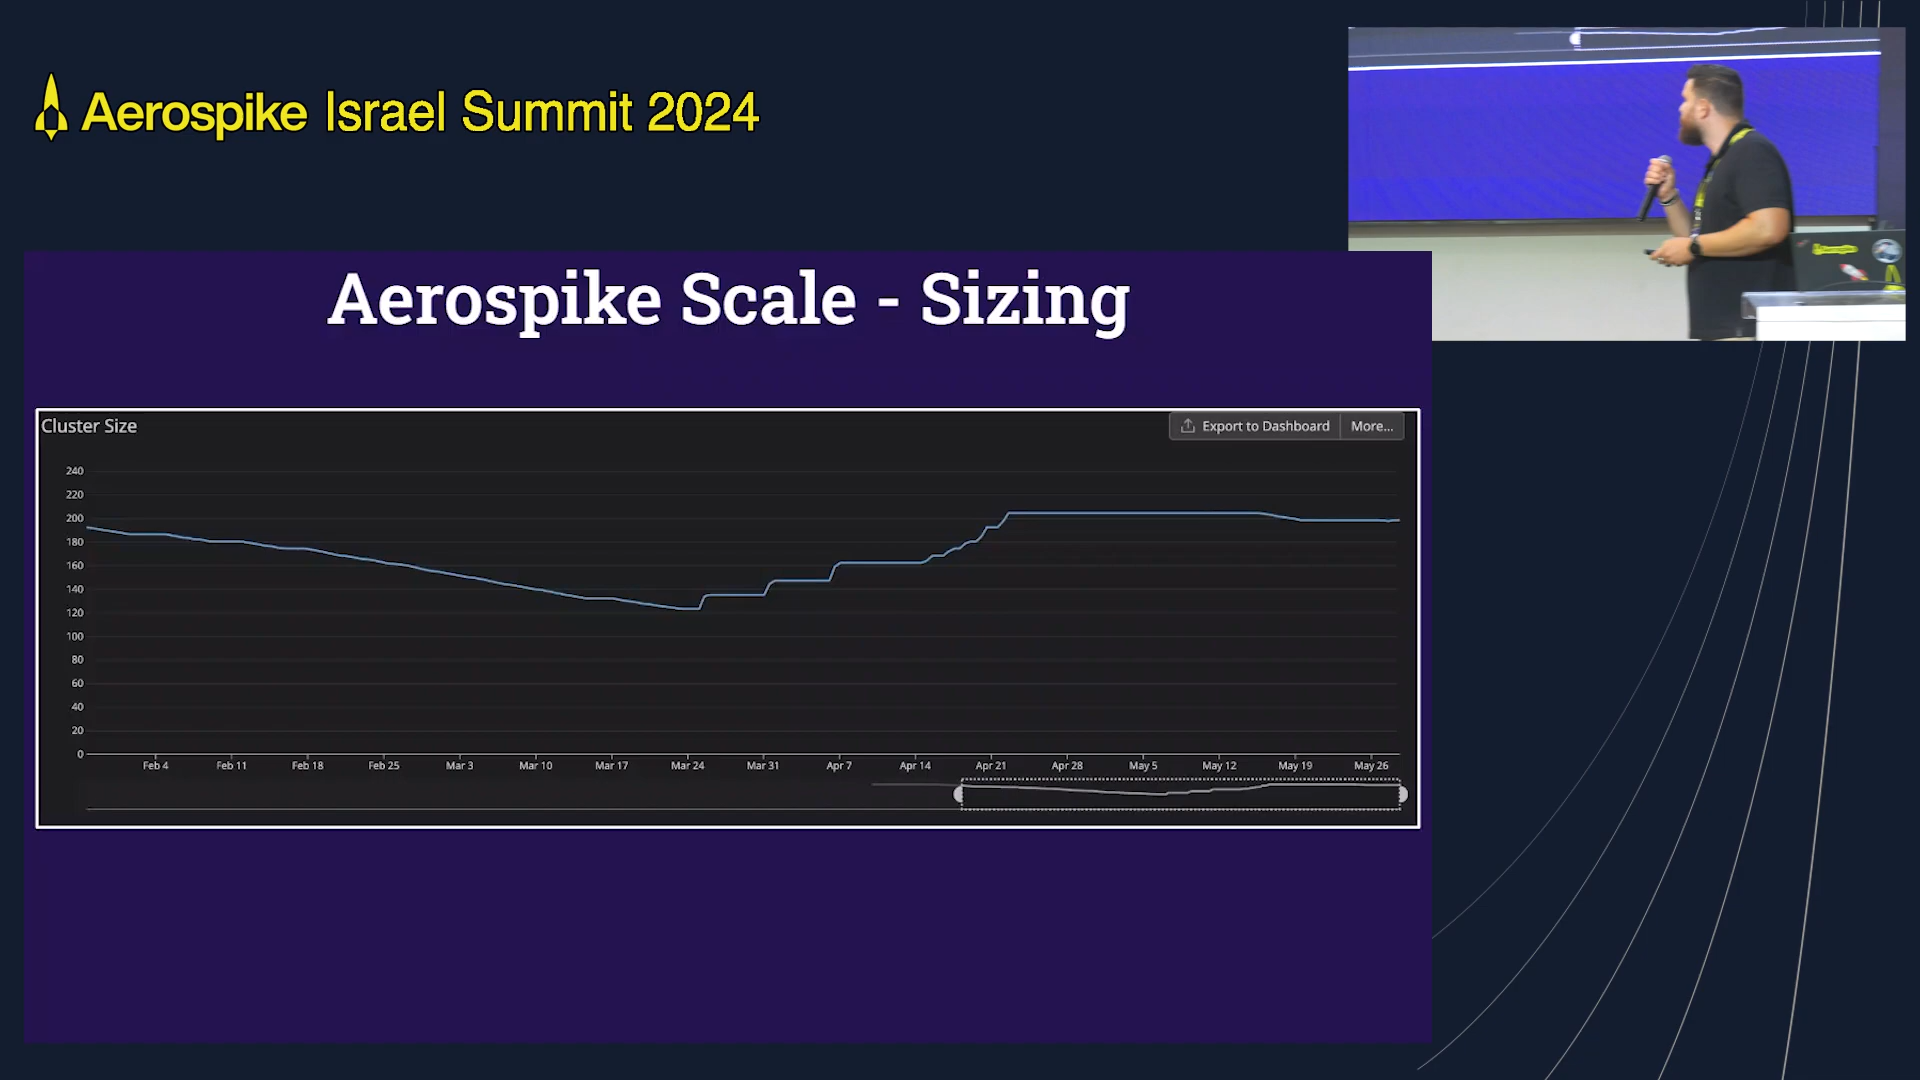 Aerospike Israel Summit 2024
Aerospike
Aerospike Scale - Sizing
Cluster Size
Export to Dashboard
More...
240
220
200
180
160
140
120
100
80
60
40
20
0
Feb 4 Feb 11 Feb 18 Feb 25 Mar 3 Mar 10 Mar 17 Mar 24 Mar 31 Apr 7 Apr 14 Apr 21 Apr 28 May 5 May 12 May 19 May 26